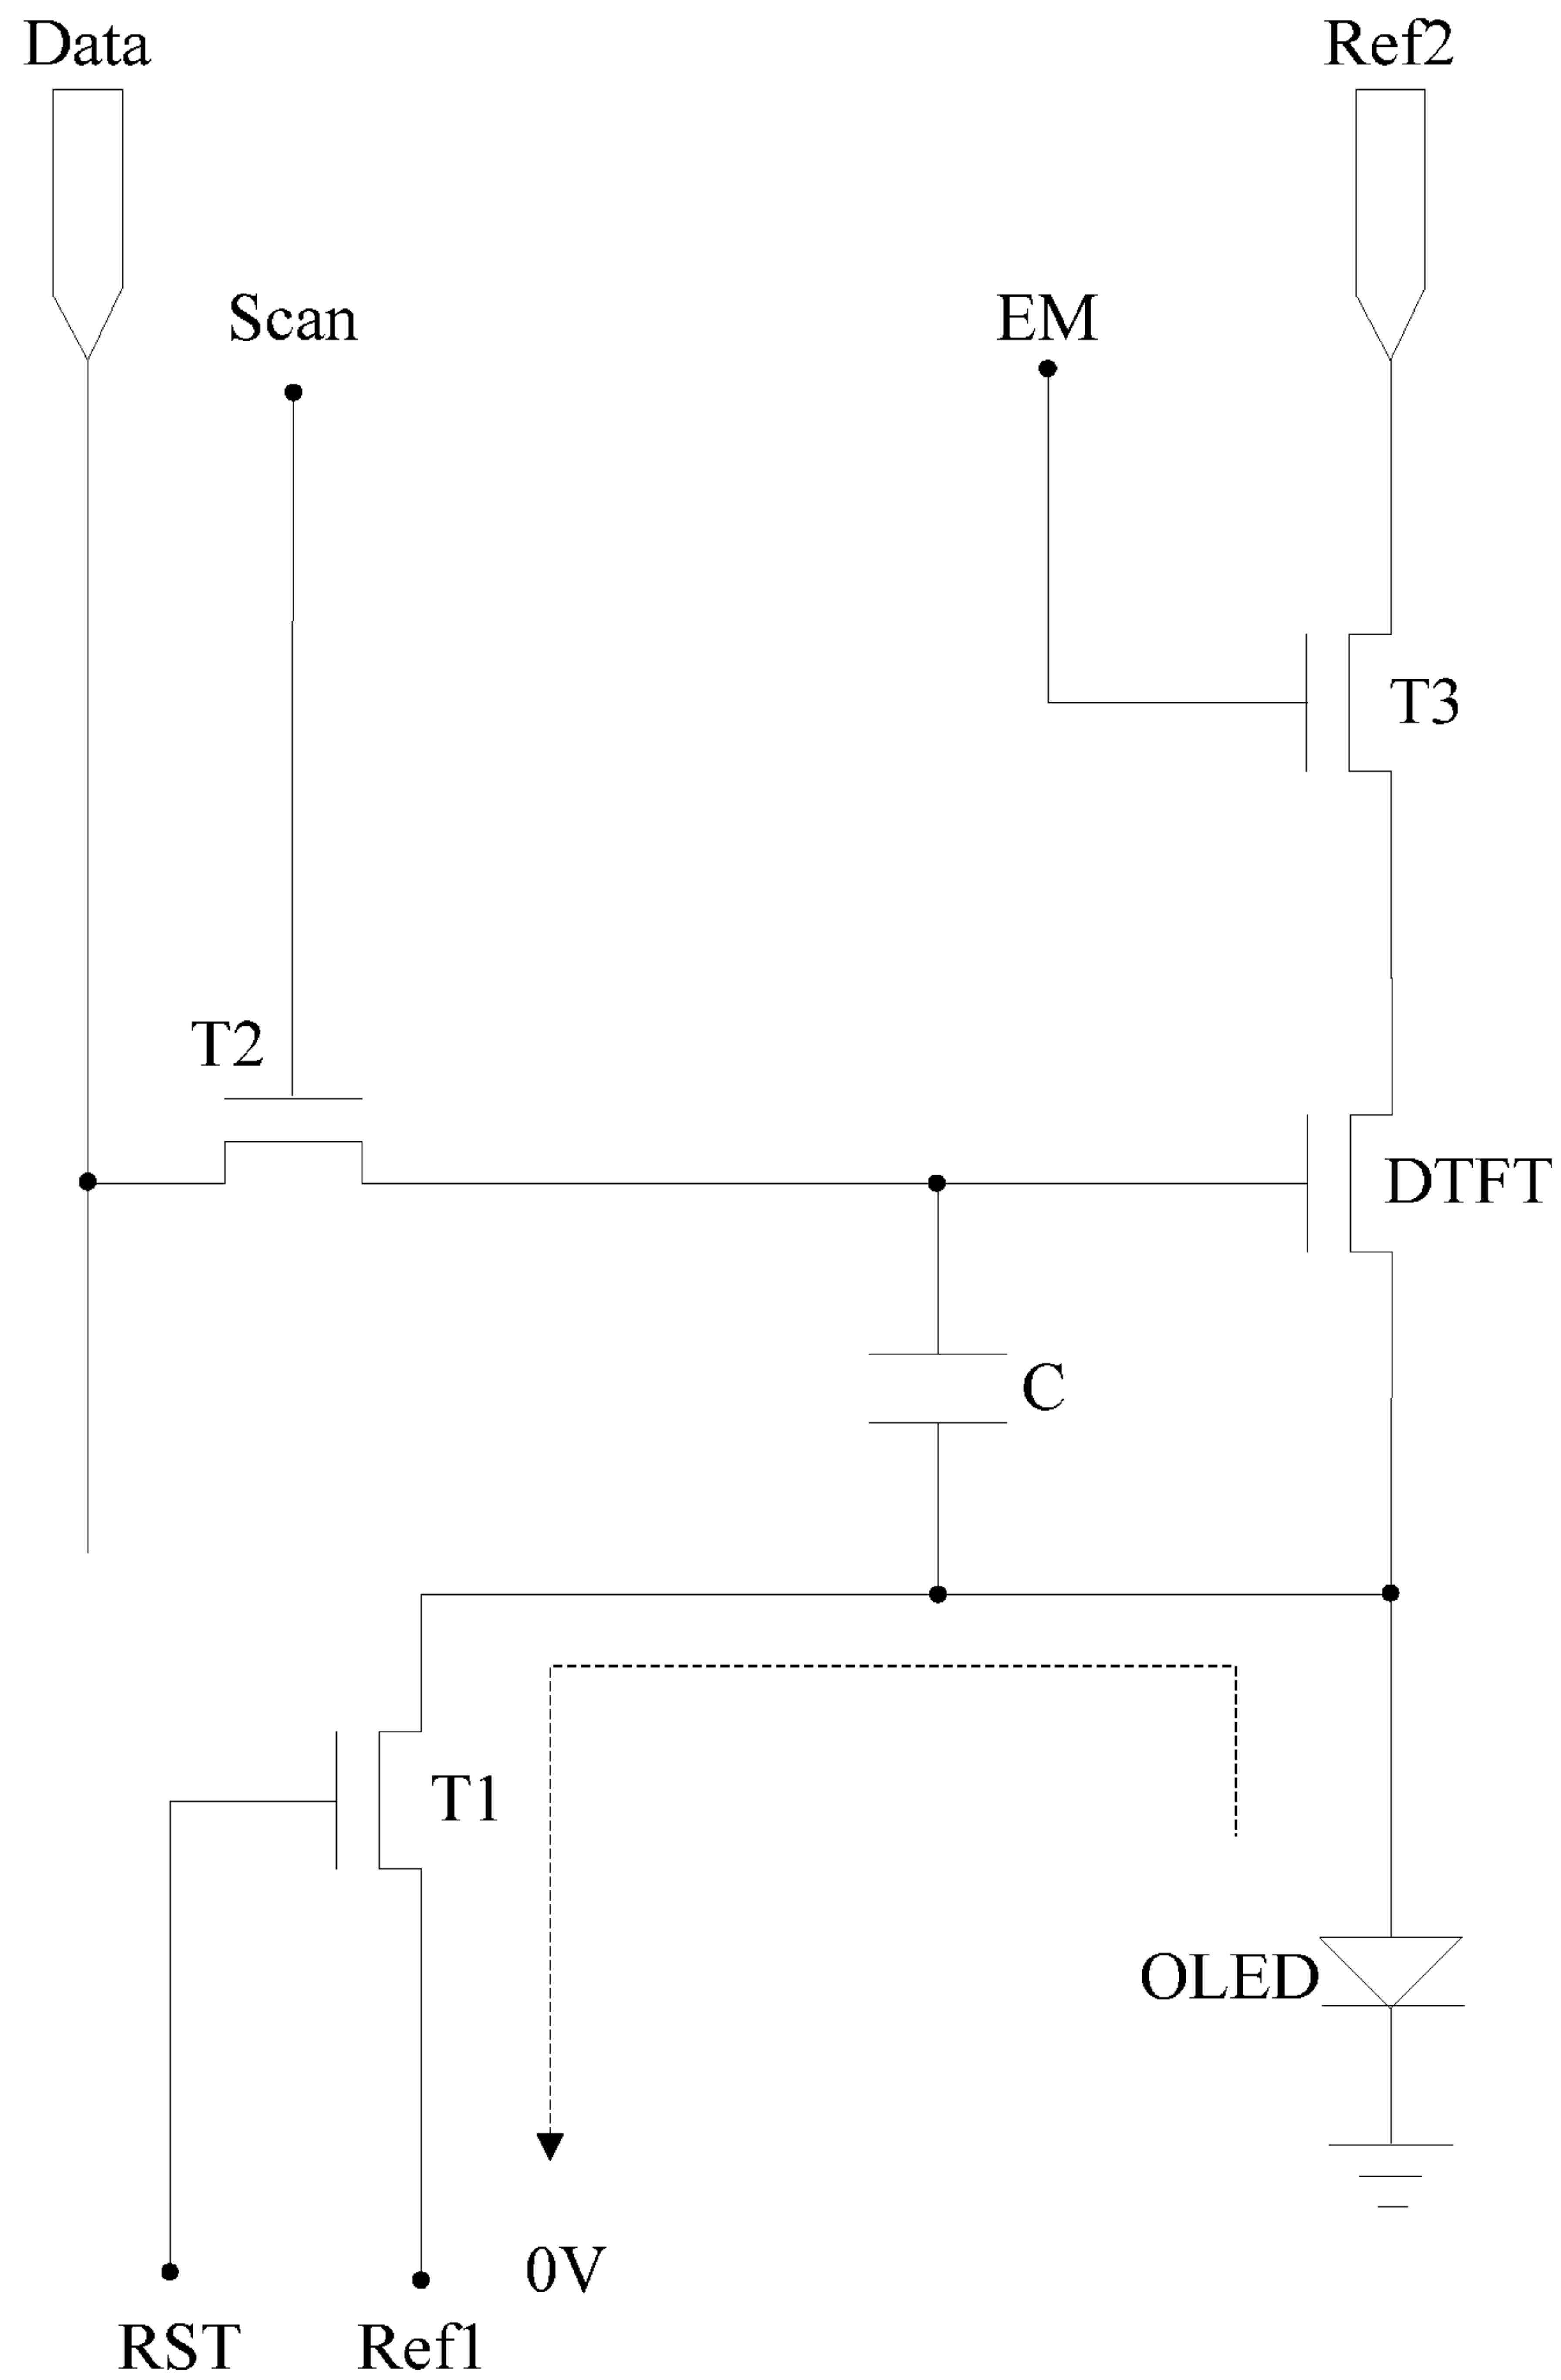 Data
Ref2
Scan
EM
T3
T2
DTFT
C
T1
OLED
0V
RST
Ref1